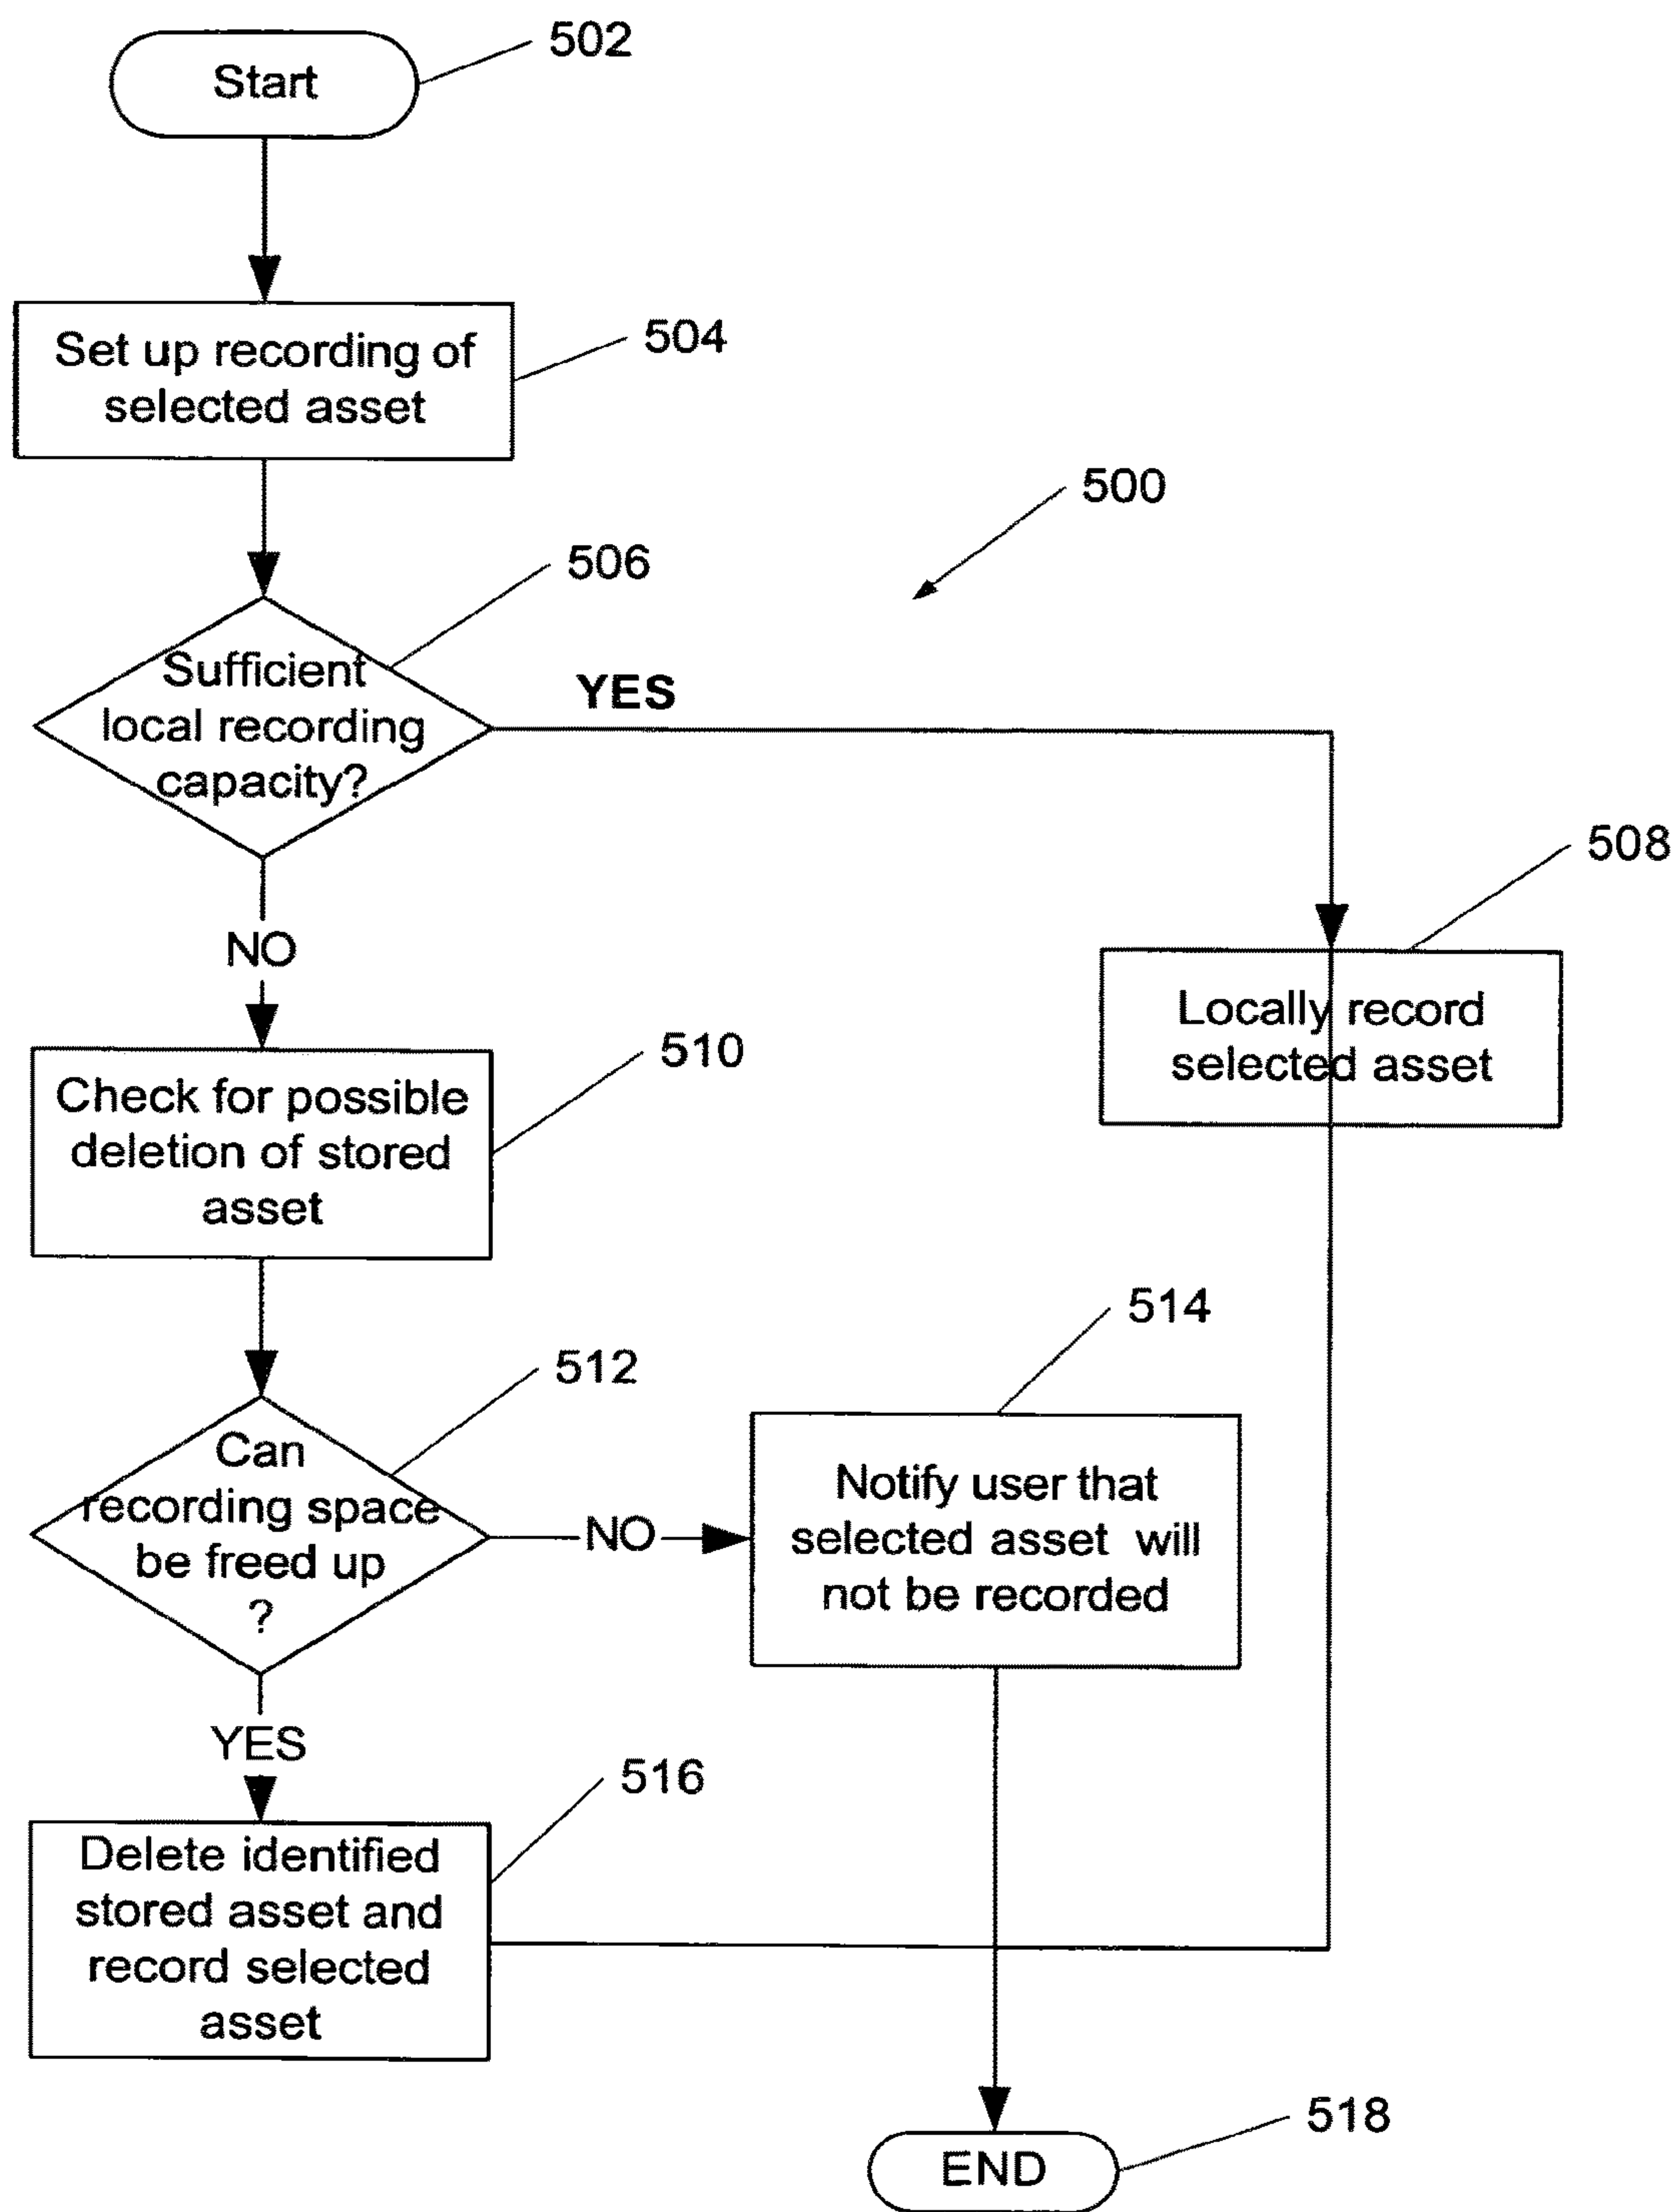 502
Start
504
Set up recording of
selected asset
500
506
Sufficient
local recording
capacity?
YES
508
NO
Locally record
selected asset
510
Check for possible
deletion of stored
asset
514
512
Can
recording space
be freed up
?
NO
Notify user that
selected asset will
not be recorded
YES
516
Delete identified
stored asset and
record selected
asset
518
END